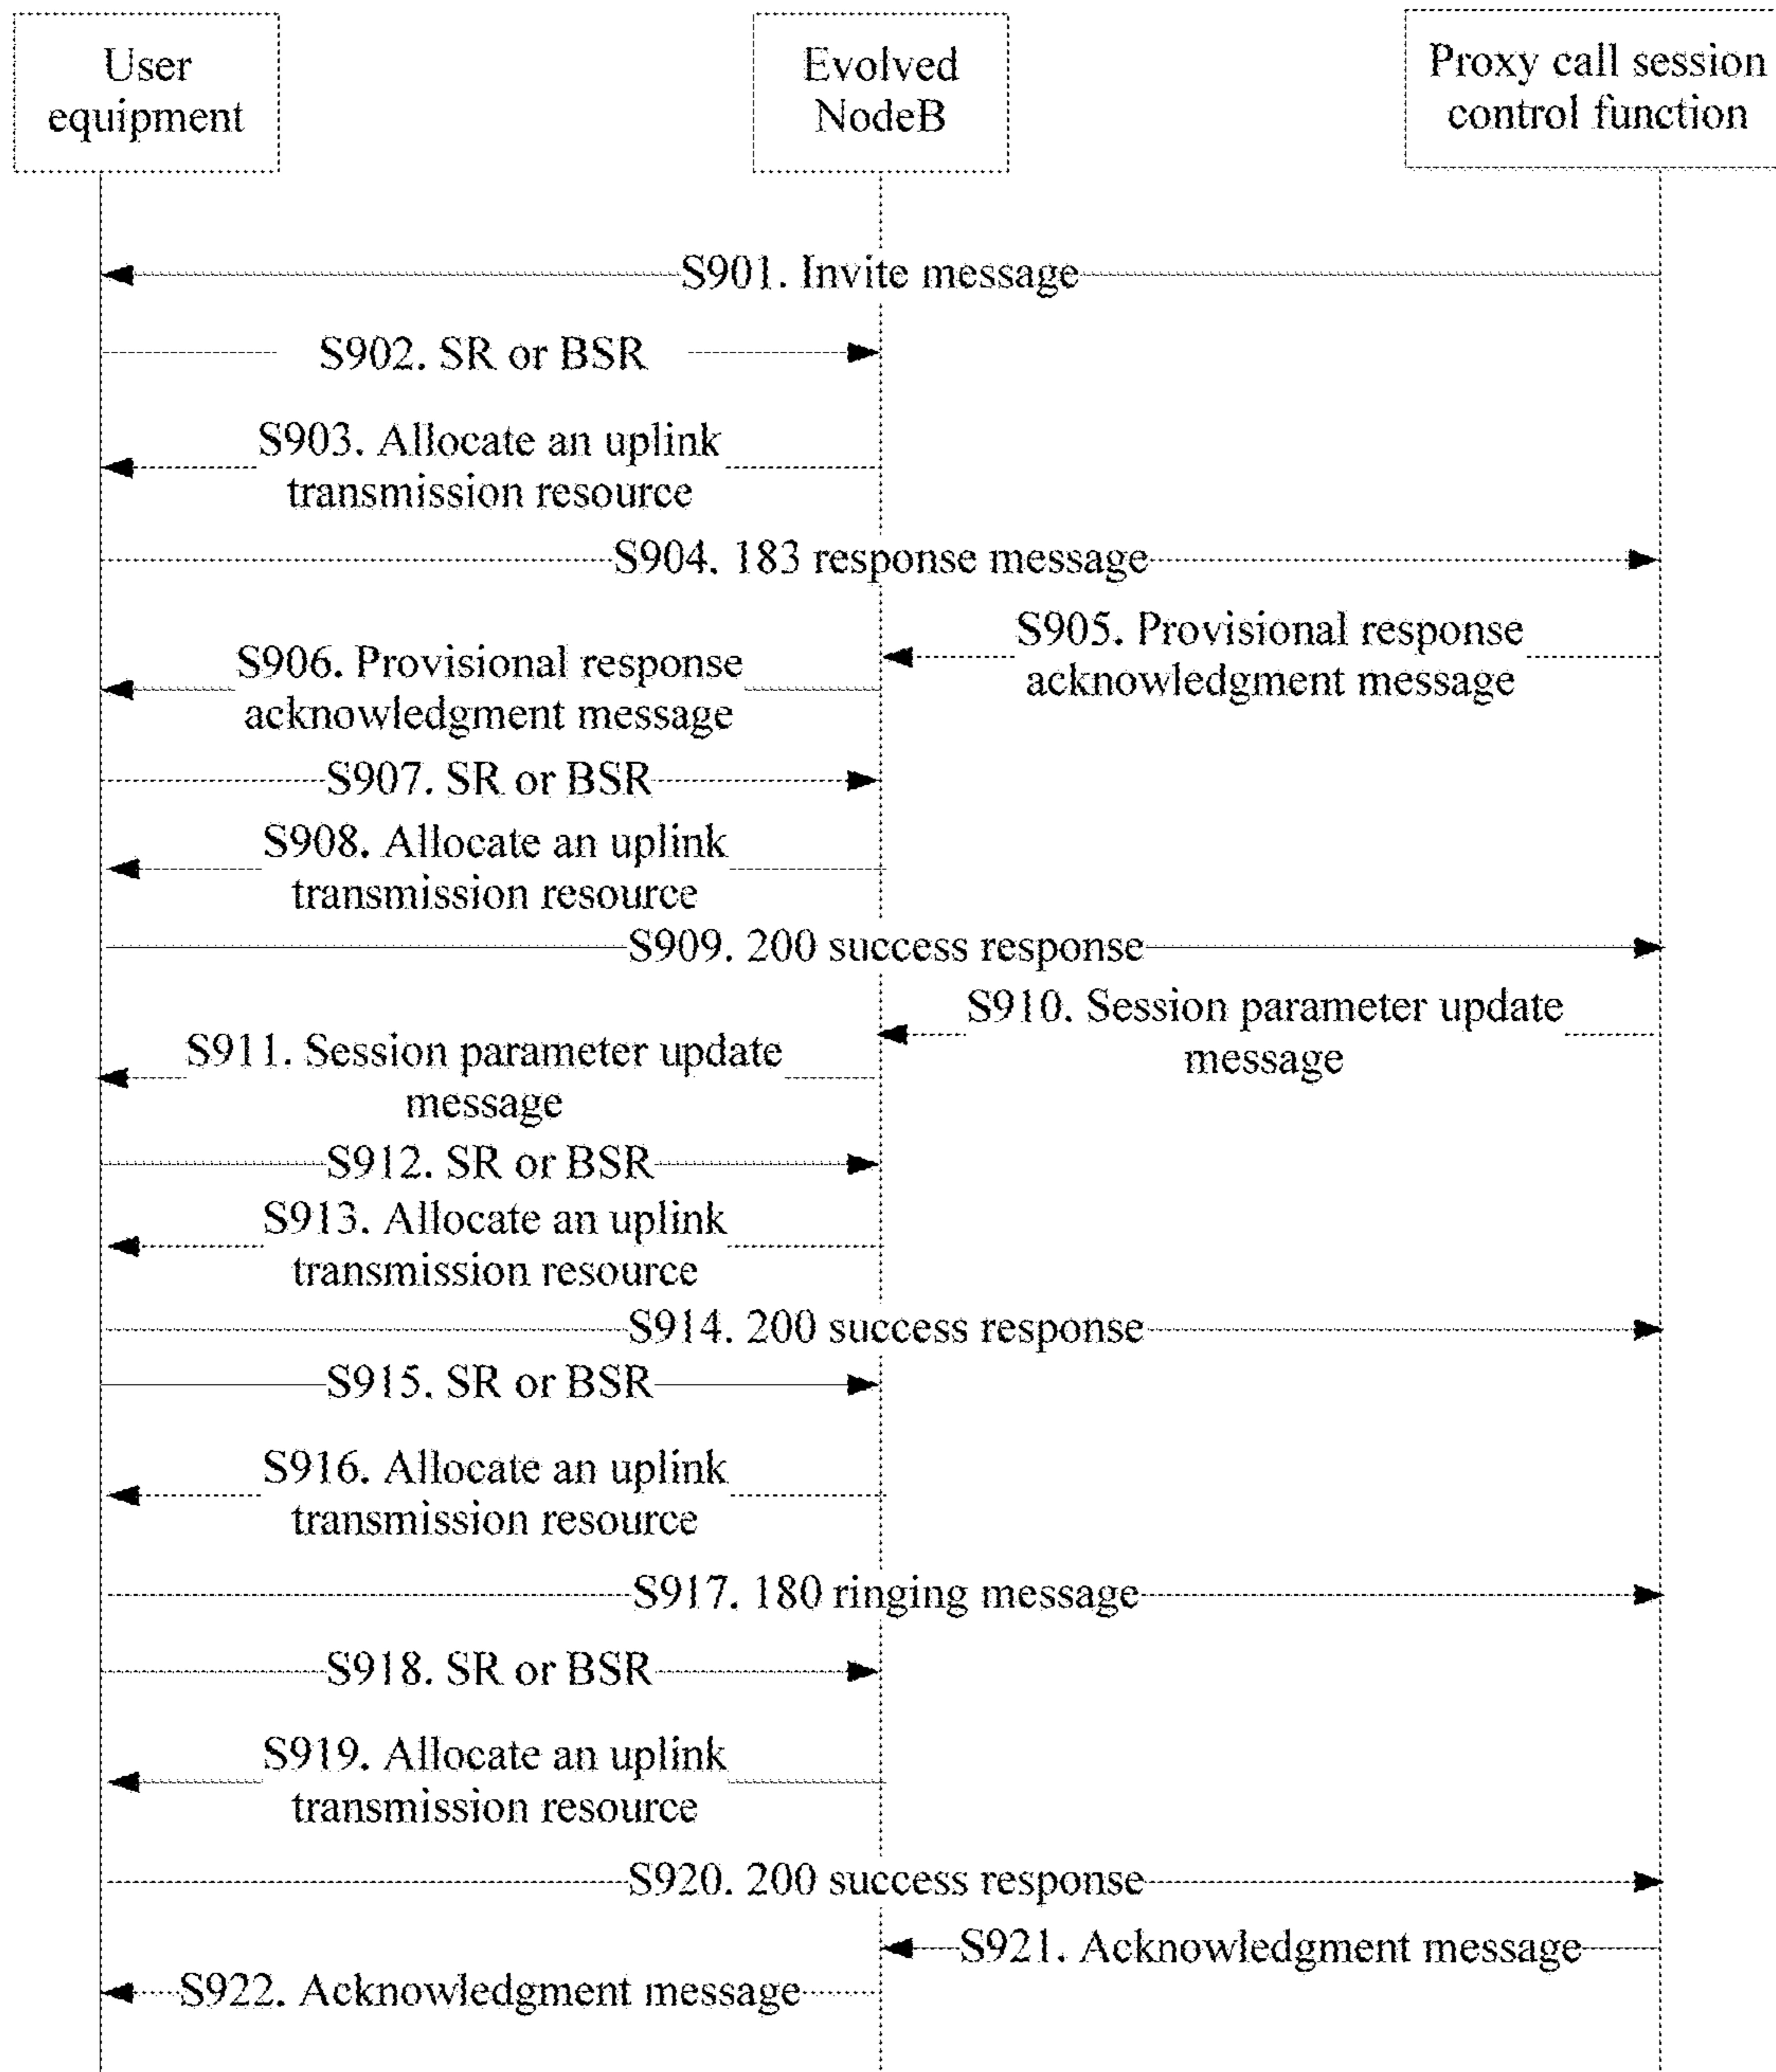 User
equipment
Evolved
NodeB
Proxy call session
control function
S901. Invite message
S902. SR or BSR
S903. Allocate an uplink
transmission resource
S904. 183 response message
S905. Provisional response
acknowledgment message
S906. Provisional response
acknowledgment message
S907. SR or BSR
S908. Allocate an uplink
transmission resource
S909. 200 success response
S910. Session parameter update
message
S911. Session parameter update
message
S912. SR or BSR
S913. Allocate an uplink
transmission resource
S914. 200 success response
S915. SR or BSR
S916. Allocate an uplink
transmission resource
S917. 180 ringing message
S918. SR or BSR
S919. Allocate an uplink
transmission resource
S920. 200 success response
S921. Acknowledgment message
S922. Acknowledgment message